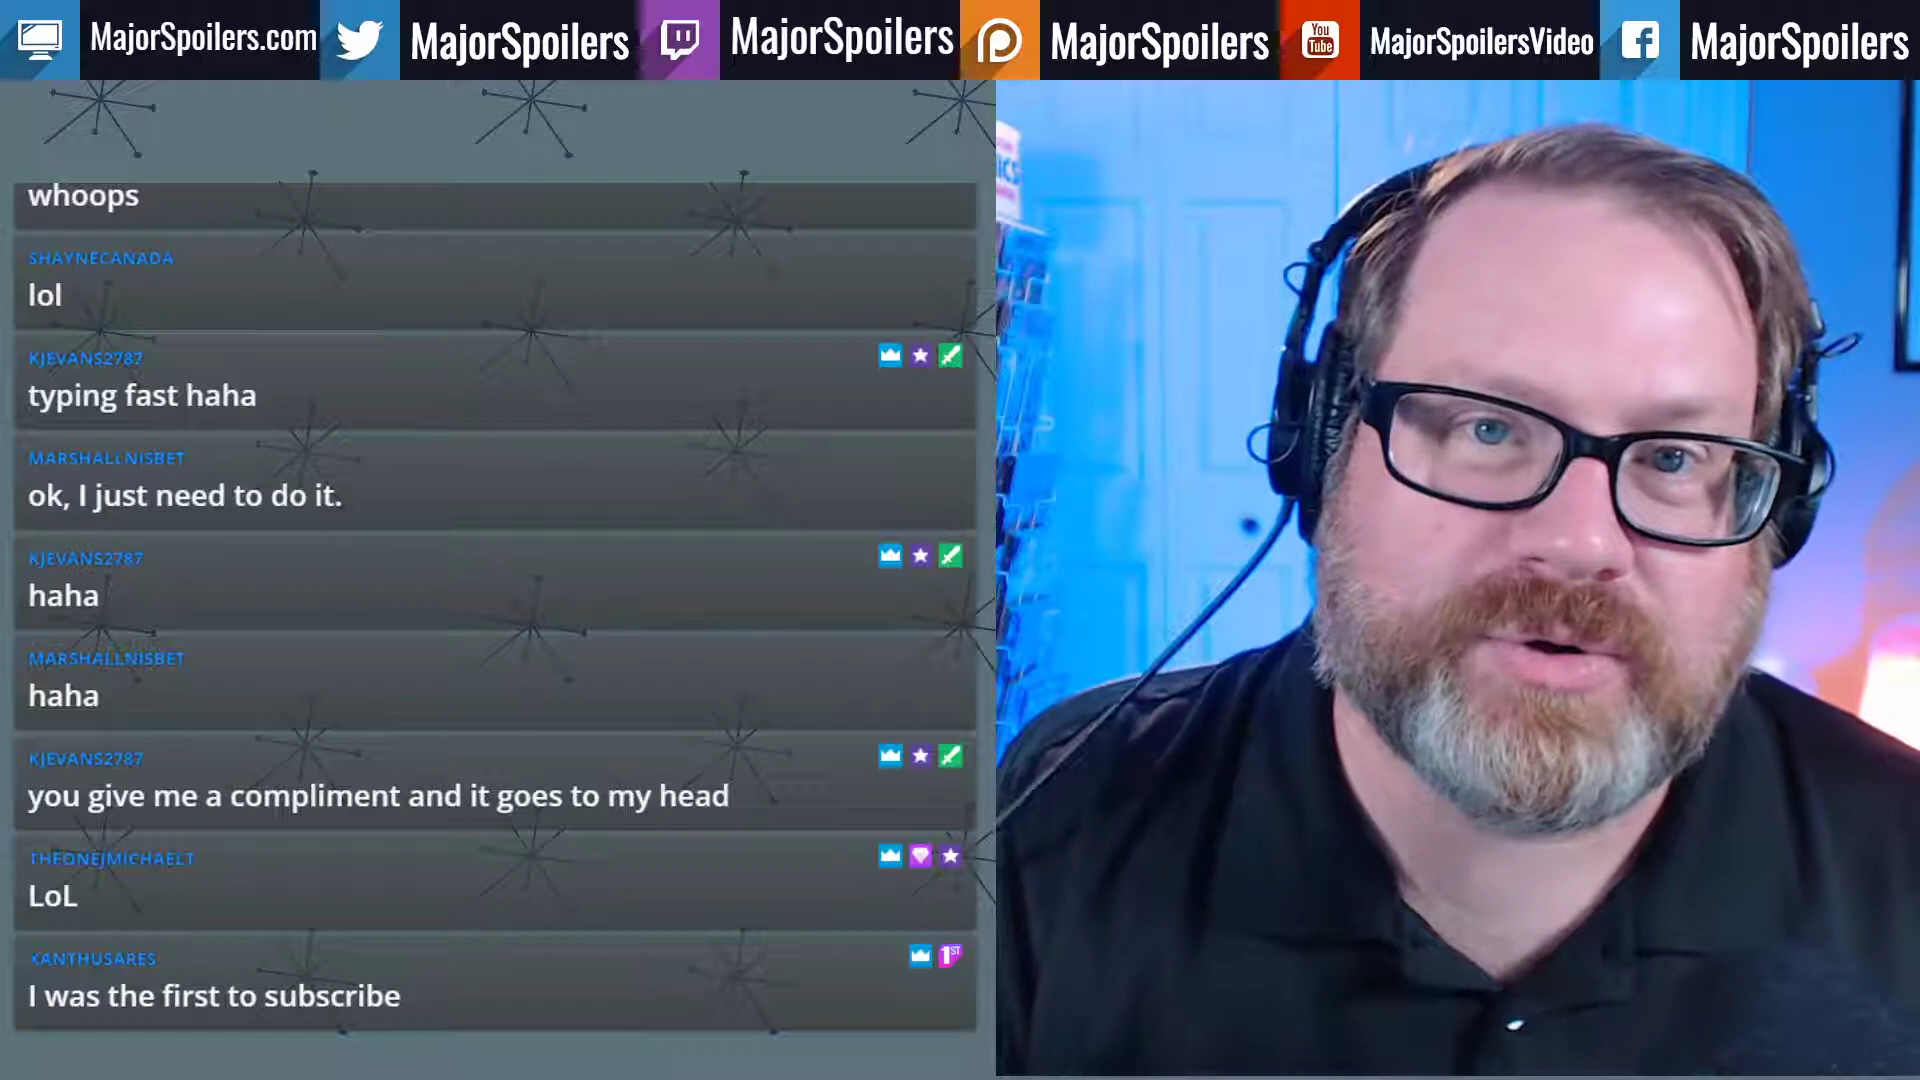 MajorSpoilers.com
MajorSpoilers
MajorSpoilers
MajorSpoilers
You
Tube
MajorSpoilersVideo
MajorSpoilers
whoops
SHAYNECANADA
lol
KJEVANS2787
typing fast haha
MARSHALLNISBET
ok, I just need to do it.
KJEVANS2787
haha
MARSHALLNISBET
haha
KJEVANS2787
you give me a compliment and it goes to my head
THEONEJMICHAELT
LoL
XANTHUSARES
1ST
I was the first to subscribe